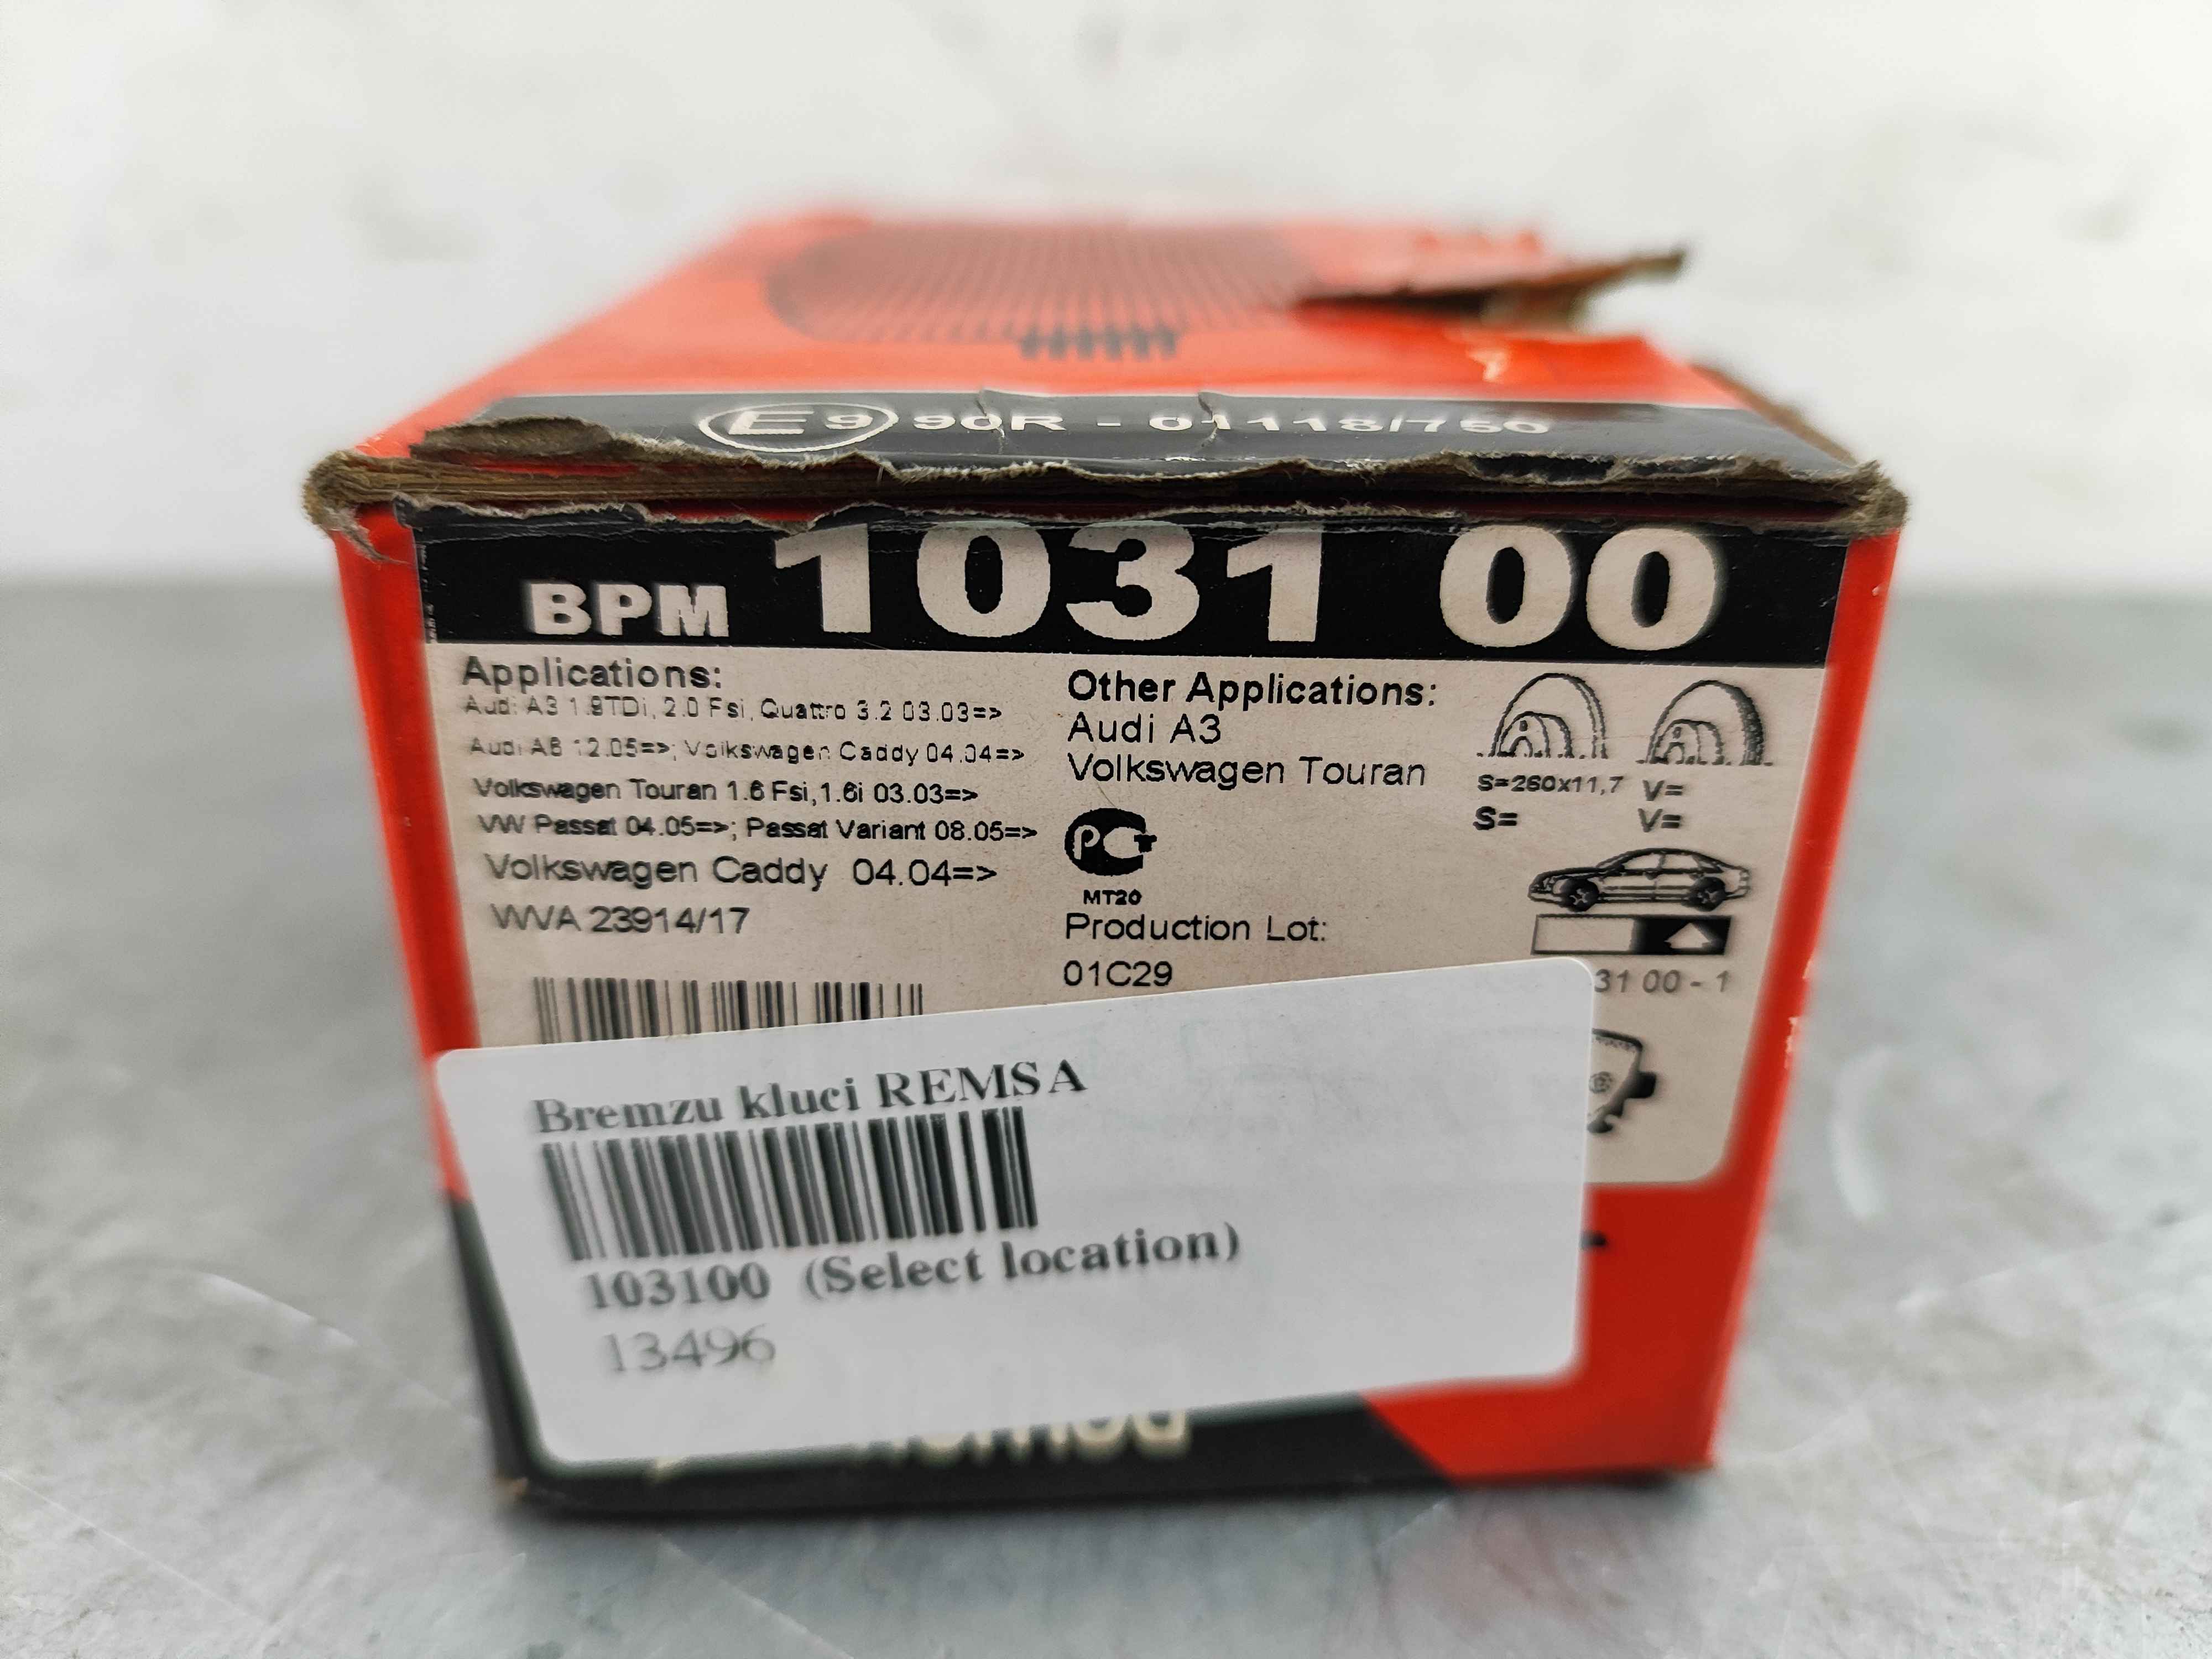 E9 90R - 01118/750
BPM 1031 00
Applications:
Audi A3 1.9TDi, 2.0 Fsi, Quattro 3.2 03.03=>
Audi A6 12.05=>; Volkswagen Caddy 04.04=>
Volkswagen Touran 1.6 Fsi,1.6i 03.03=>
VW Passat 04.05=>; Passat Variant 08.05=>
Volkswagen Caddy 04.04=>
WVA 23914/17
Other Applications:
Audi A3
Volkswagen Touran
PCT
MT20
Production Lot:
01C29
S=260x11,7 V=
S= V=
31 00 - 1
Bremzu kluci REMSA
103100 (Select location)
13496